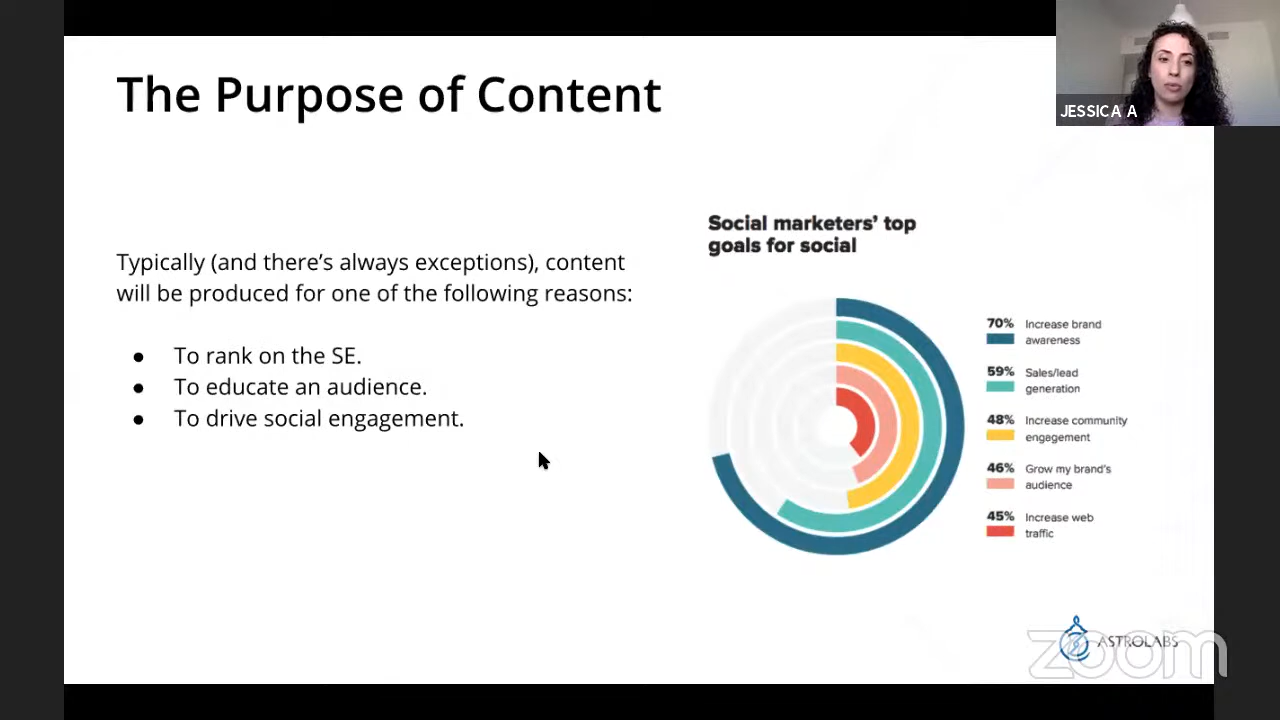 The Purpose of Content
JESSICA A
Typically (and there's always exceptions), content
will be produced for one of the following reasons:
● To rank on the SE.
● To educate an audience.
● To drive social engagement.
Social marketers' top
goals for social
70% Increase brand
awareness
59% Sales/lead
generation
48% Increase community
engagement
46% Grow my brand's
audience
45% Increase web
traffic
ASTROLABS
zoom